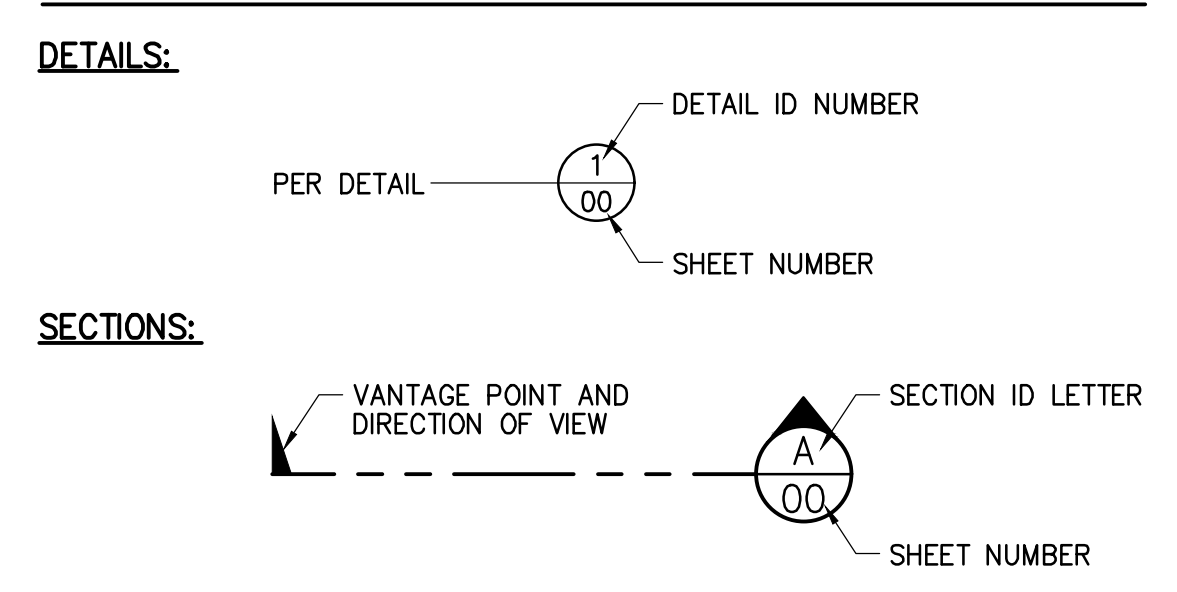 DETAILS:
DETAIL ID NUMBER
1
PER DETAIL
00
SHEET NUMBER
SECTIONS:
VANTAGE POINT AND
DIRECTION OF VIEW
SECTION ID LETTER
A
00
SHEET NUMBER